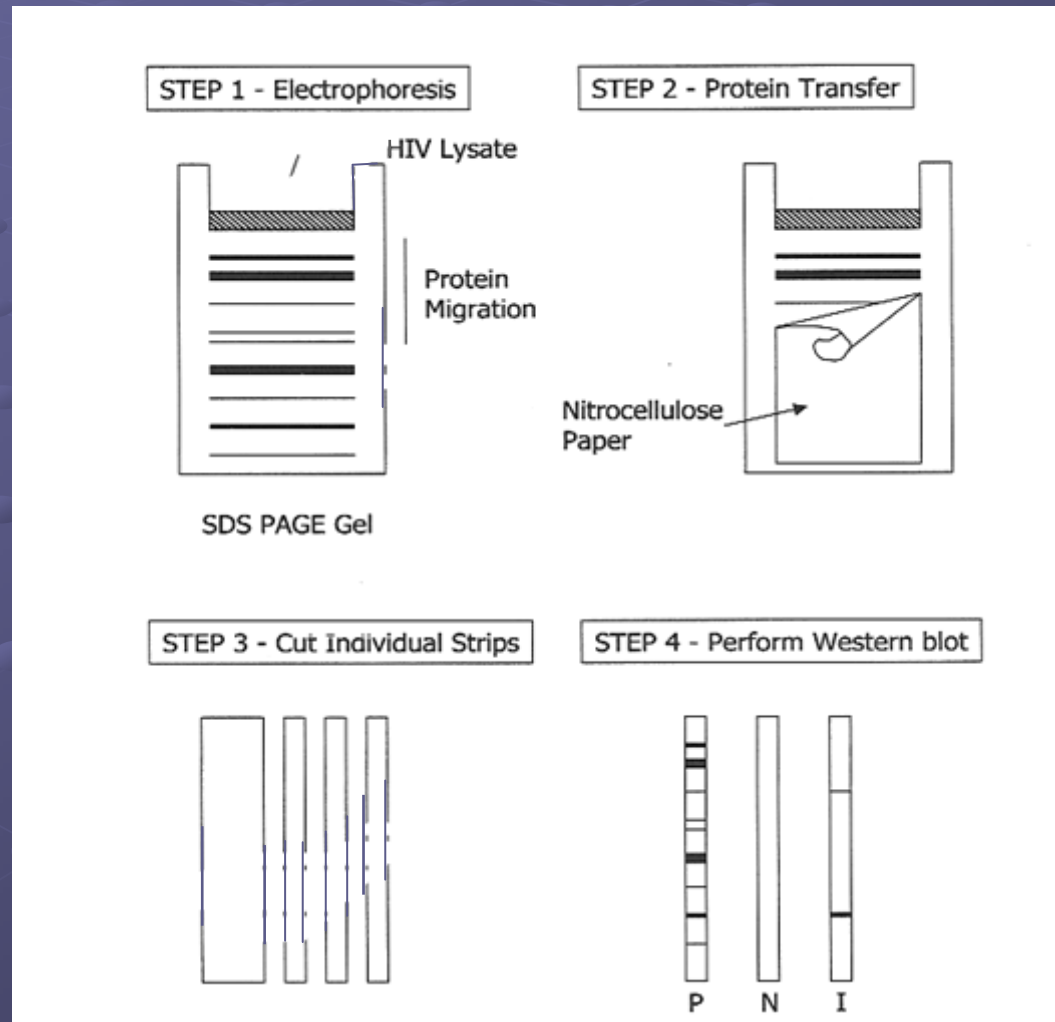 STEP 1 - Electrophoresis
HIV Lysate
Protein
Migration
SDS PAGE Gel
STEP 2 - Protein Transfer
Nitrocellulose
Paper
STEP 3 - Cut Individual Strips
STEP 4 - Perform Western blot
P N I